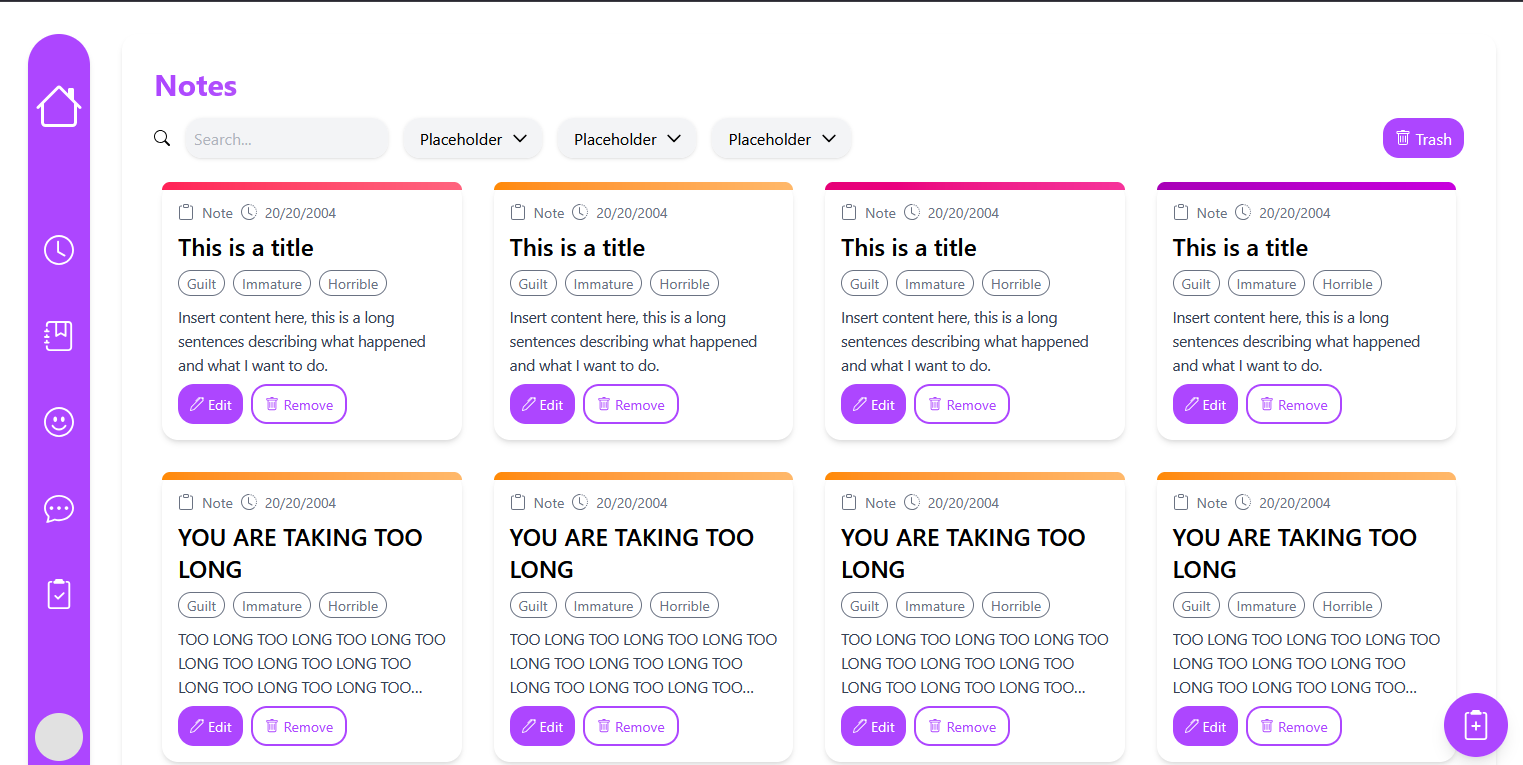 Notes
Search... Placeholder Placeholder Placeholder Trash
Note 20/20/2004
This is a title
Guilt Immature Horrible
Insert content here, this is a long
sentences describing what happened
and what I want to do.
Edit Remove
Note 20/20/2004
This is a title
Guilt Immature Horrible
Insert content here, this is a long
sentences describing what happened
and what I want to do.
Edit Remove
Note 20/20/2004
This is a title
Guilt Immature Horrible
Insert content here, this is a long
sentences describing what happened
and what I want to do.
Edit Remove
Note 20/20/2004
This is a title
Guilt Immature Horrible
Insert content here, this is a long
sentences describing what happened
and what I want to do.
Edit Remove
Note 20/20/2004
YOU ARE TAKING TOO
LONG
Guilt Immature Horrible
TOO LONG TOO LONG TOO LONG TOO
LONG TOO LONG TOO LONG TOO
LONG TOO LONG TOO LONG TOO...
Edit Remove
Note 20/20/2004
YOU ARE TAKING TOO
LONG
Guilt Immature Horrible
TOO LONG TOO LONG TOO LONG TOO
LONG TOO LONG TOO LONG TOO
LONG TOO LONG TOO LONG TOO...
Edit Remove
Note 20/20/2004
YOU ARE TAKING TOO
LONG
Guilt Immature Horrible
TOO LONG TOO LONG TOO LONG TOO
LONG TOO LONG TOO LONG TOO
LONG TOO LONG TOO LONG TOO...
Edit Remove
Note 20/20/2004
YOU ARE TAKING TOO
LONG
Guilt Immature Horrible
TOO LONG TOO LONG TOO LONG TOO
LONG TOO LONG TOO LONG TOO
LONG TOO LONG TOO LONG TOO...
Edit Remove